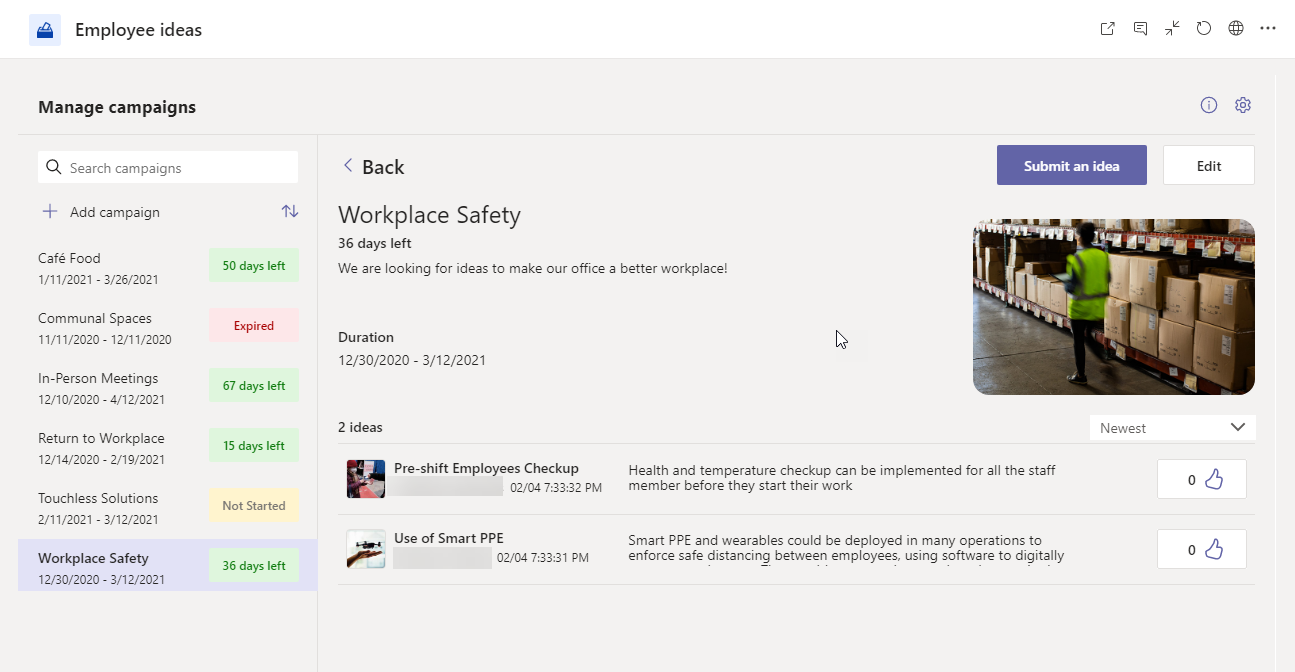 Employee ideas
Manage campaigns
Search campaigns
Add campaign
Café Food
1/11/2021 - 3/26/2021
50 days left
Communal Spaces
11/11/2020 - 12/11/2020
Expired
In-Person Meetings
12/10/2020 - 4/12/2021
67 days left
Return to Workplace
12/14/2020 - 2/19/2021
15 days left
Touchless Solutions
2/11/2021 - 3/12/2021
Not Started
Workplace Safety
12/30/2020 - 3/12/2021
36 days left
Back
Submit an idea
Edit
Workplace Safety
36 days left
We are looking for ideas to make our office a better workplace!
Duration
12/30/2020 - 3/12/2021
2 ideas
Newest
Pre-shift Employees Checkup
02/04 7:33:32 PM
Health and temperature checkup can be implemented for all the staff
member before they start their work
0
Use of Smart PPE
02/04 7:33:31 PM
Smart PPE and wearables could be deployed in many operations to
enforce safe distancing between employees, using software to digitally
0